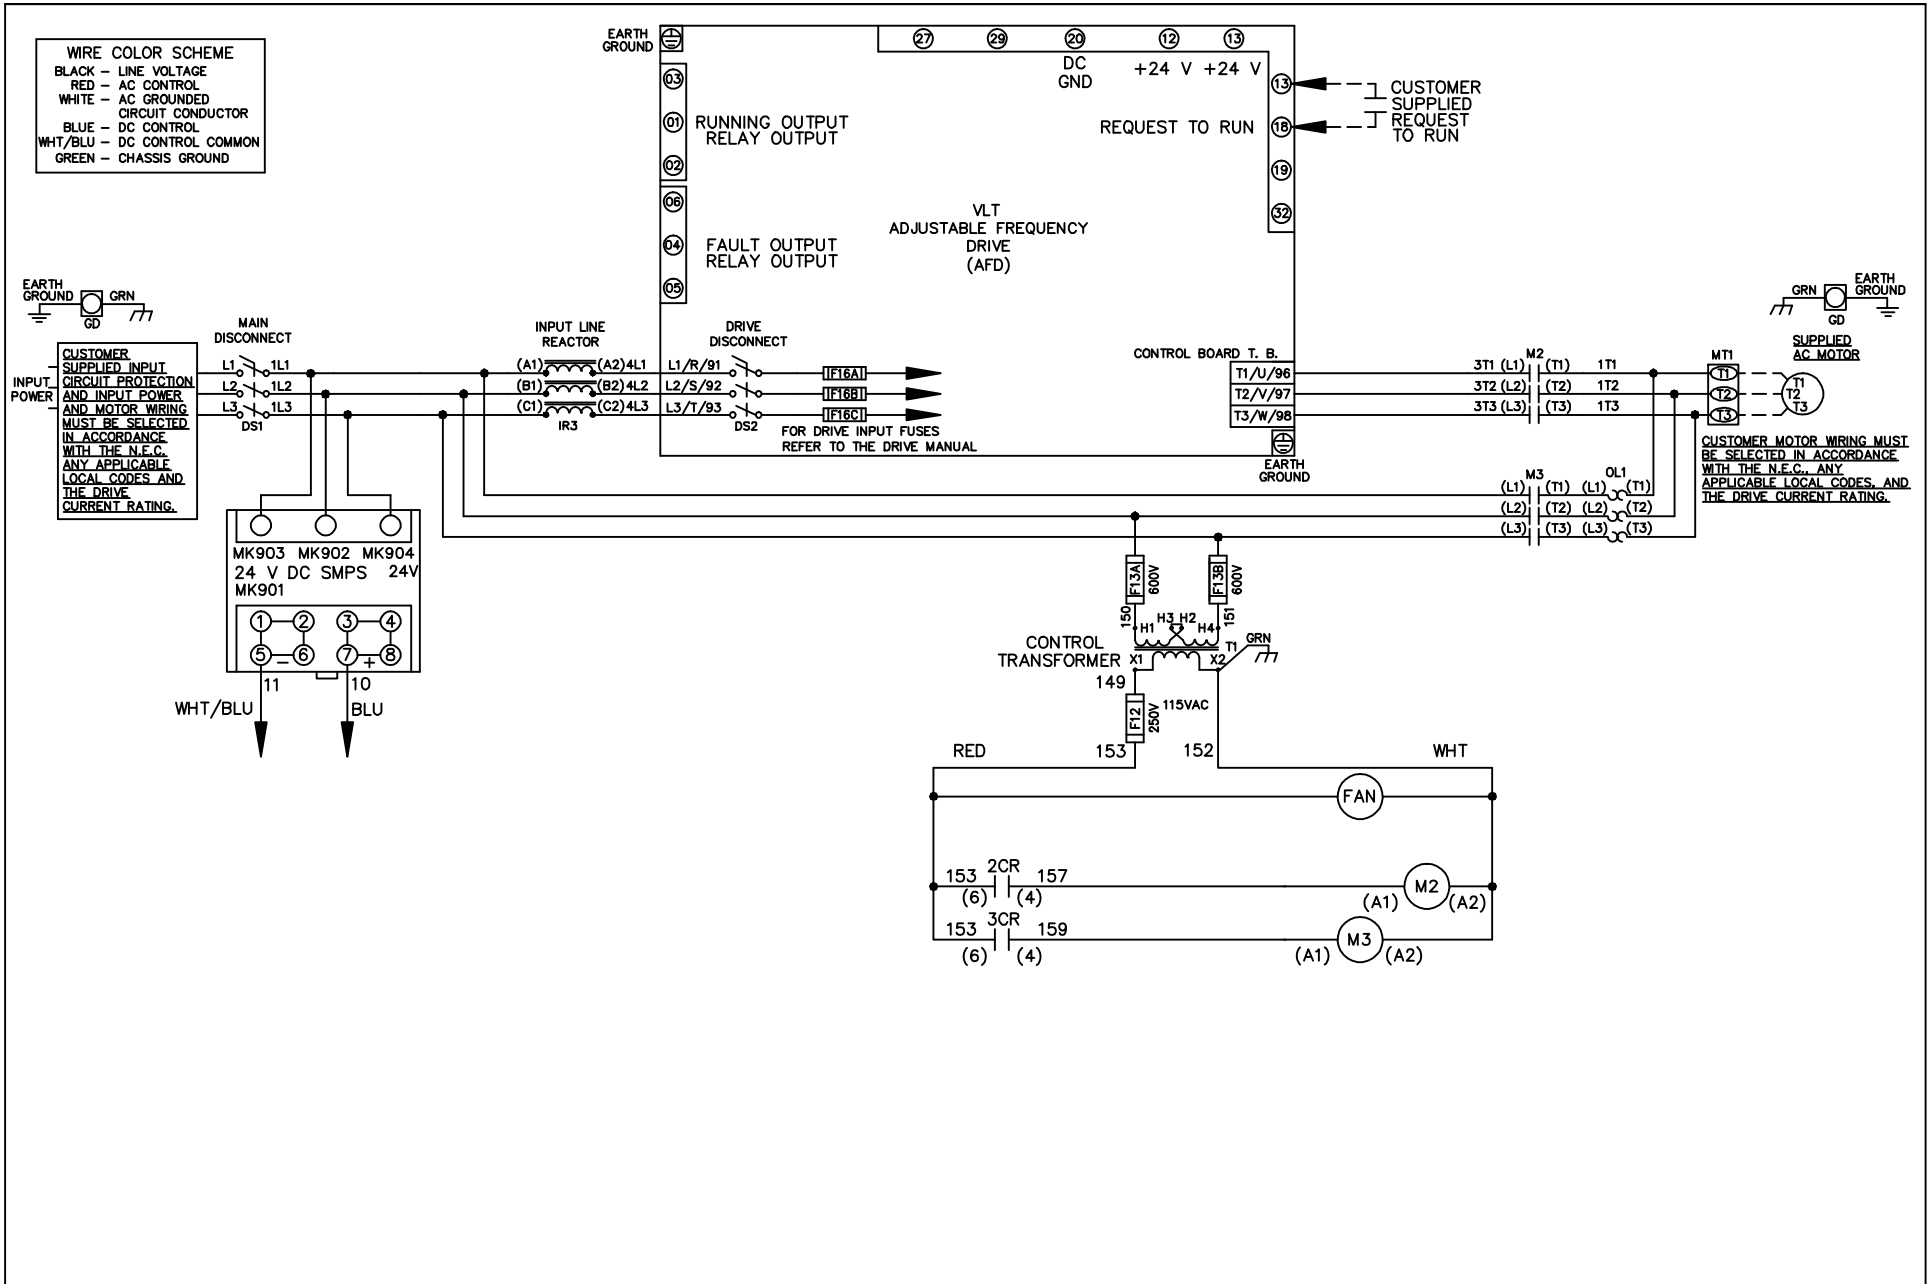 WIRE COLOR SCHEME
BLACK – LINE VOLTAGE
RED – AC CONTROL
WHITE – AC GROUNDED
CIRCUIT CONDUCTOR
BLUE – DC CONTROL
WHT/BLU – DC CONTROL COMMON
GREEN – CHASSIS GROUND
EARTH
GROUND
03
01
02
RUNNING OUTPUT
RELAY OUTPUT
06
04
05
FAULT OUTPUT
RELAY OUTPUT
27 29 20 12 13
DC
GND
+24 V +24 V
13
REQUEST TO RUN 18
19
32
CUSTOMER
SUPPLIED
REQUEST
TO RUN
VLT
ADJUSTABLE FREQUENCY
DRIVE
(AFD)
EARTH
GROUND
GRN
GD
INPUT
POWER
CUSTOMER
SUPPLIED INPUT
CIRCUIT PROTECTION
AND INPUT POWER
AND MOTOR WIRING
MUST BE SELECTED
IN ACCORDANCE
WITH THE N.E.C.
ANY APPLICABLE
LOCAL CODES AND
THE DRIVE
CURRENT RATING.
MAIN
DISCONNECT
L1 1L1
L2 1L2
L3 1L3
DS1
INPUT LINE
REACTOR
(A1) (A2) 4L1
(B1) (B2) 4L2
(C1) (C2) 4L3
IR3
DRIVE
DISCONNECT
L1/R/91
L2/S/92
L3/T/93
DS2
F16A
F16B
F16C
FOR DRIVE INPUT FUSES
REFER TO THE DRIVE MANUAL
CONTROL BOARD T. B.
T1/U/96
T2/V/97
T3/W/98
EARTH
GROUND
M2
3T1 (L1) (T1) 1T1
3T2 (L2) (T2) 1T2
3T3 (L3) (T3) 1T3
M3 OL1
(L1) (T1) (L1) (T1)
(L2) (T2) (L2) (T2)
(L3) (T3) (L3) (T3)
MT1
T1
T2
T3
GRN
GD
EARTH
GROUND
SUPPLIED
AC MOTOR
T1
T2
T3
CUSTOMER MOTOR WIRING MUST
BE SELECTED IN ACCORDANCE
WITH THE N.E.C., ANY
APPLICABLE LOCAL CODES, AND
THE DRIVE CURRENT RATING.
MK903 MK902 MK904
24 V DC SMPS 24V
MK901
1 2 3 4
5 – 6 7 + 8
11 10
WHT/BLU BLU
F13A
600V
F13B
600V
150 151
H1 H3 H2 H4
CONTROL
TRANSFORMER
T1
GRN
X1 X2
149
F12
250V
115VAC
RED 153 152 WHT
FAN
153 2CR 157
(6) (4)
M2
(A1) (A2)
153 3CR 159
(6) (4)
M3
(A1) (A2)